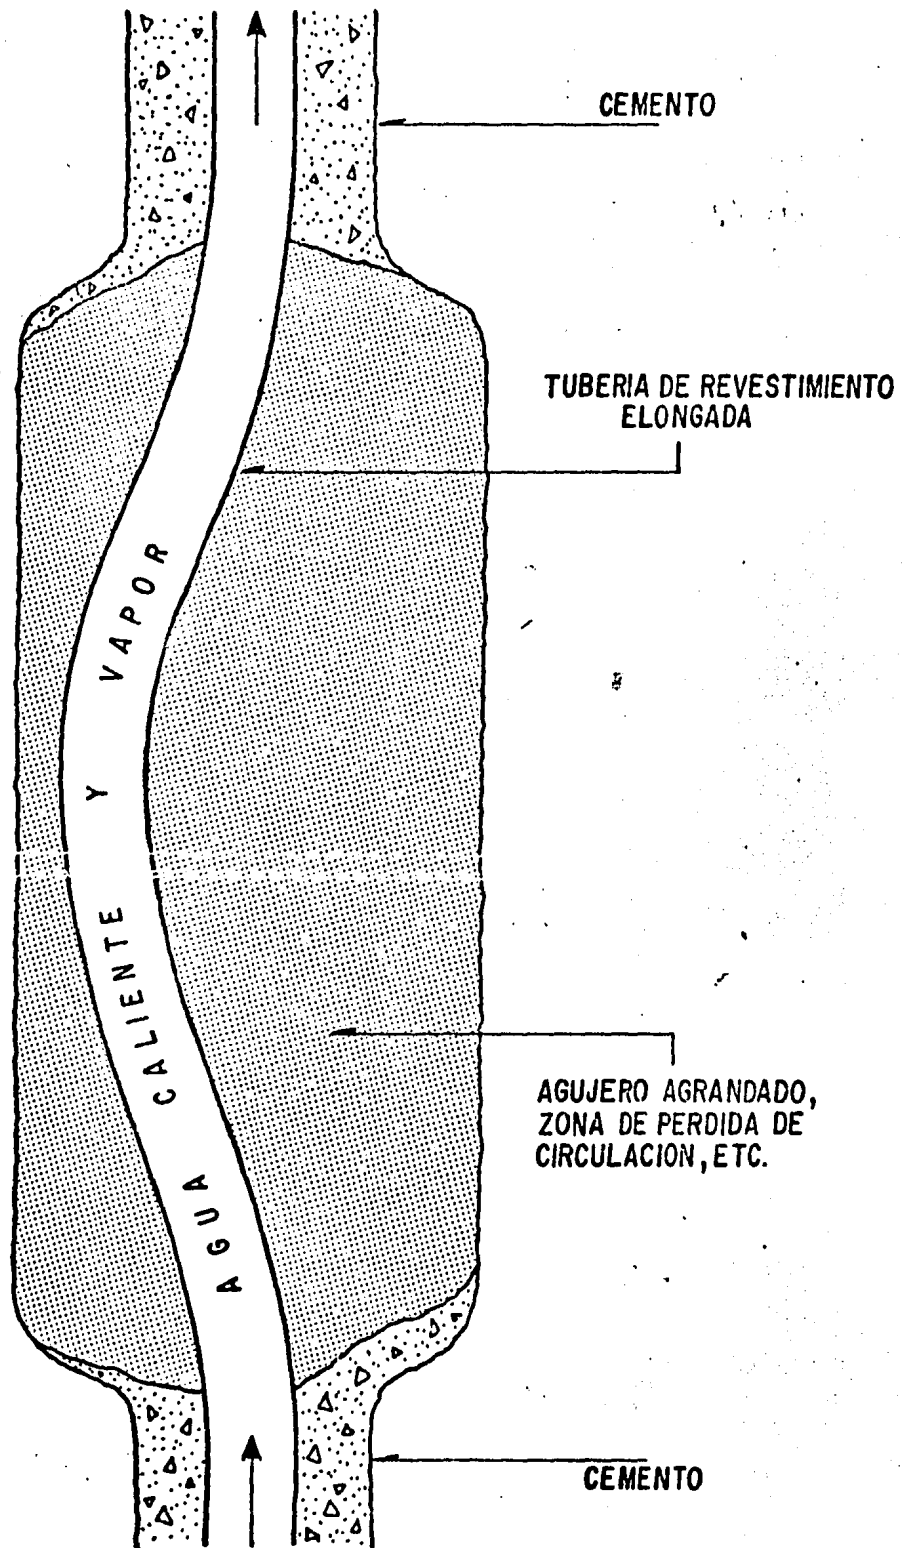 CEMENTO
TUBERIA DE REVESTIMIENTO
ELONGADA
AGUA CALIENTE Y VAPOR
AGUJERO AGRANDADO,
ZONA DE PERDIDA DE
CIRCULACION, ETC.
CEMENTO